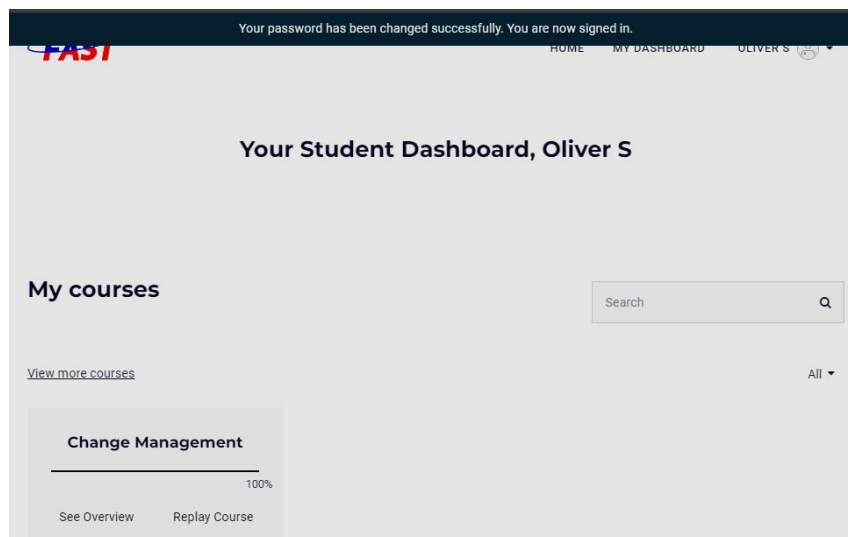 Your password has been changed successfully. You are now signed in.
FAST
HOME MY DASHBOARD OLIVER S
Your Student Dashboard, Oliver S
My courses
Search
View more courses
All
Change Management
100%
See Overview Replay Course